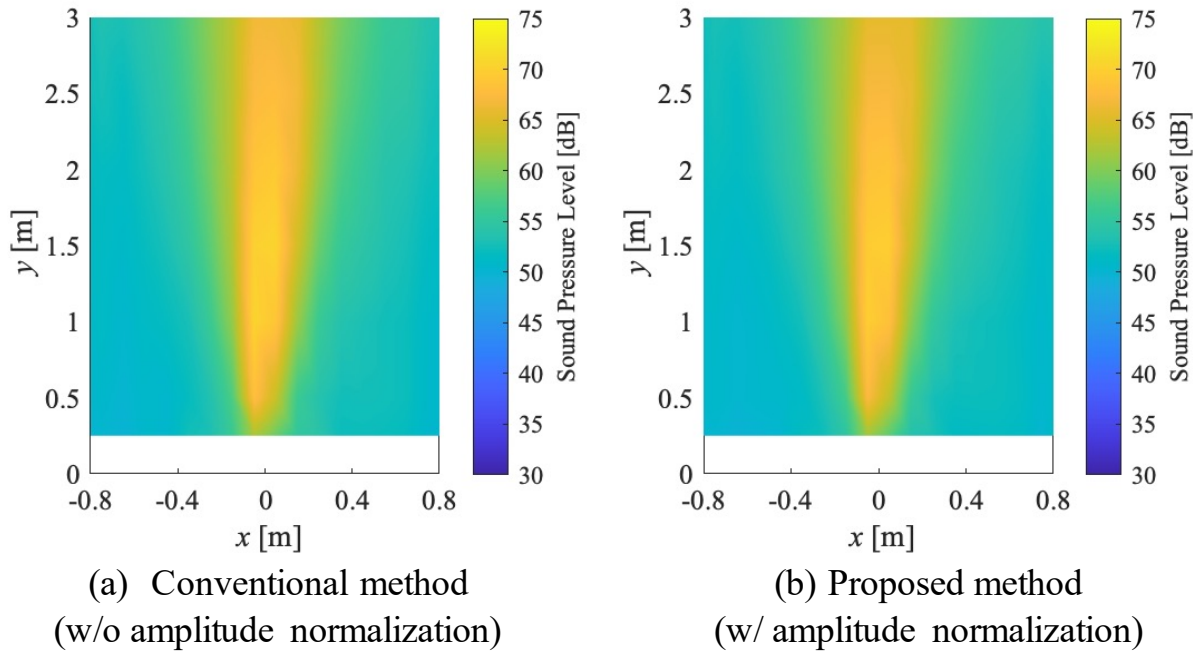 3
2.5
2
1.5
1
0.5
0
y [m]
-0.8 -0.4 0 0.4 0.8
x [m]
75
70
65
60
55
50
45
40
35
30
Sound Pressure Level [dB]
(a) Conventional method
(w/o amplitude normalization)
3
2.5
2
1.5
1
0.5
0
y [m]
-0.8 -0.4 0 0.4 0.8
x [m]
75
70
65
60
55
50
45
40
35
30
Sound Pressure Level [dB]
(b) Proposed method
(w/ amplitude normalization)